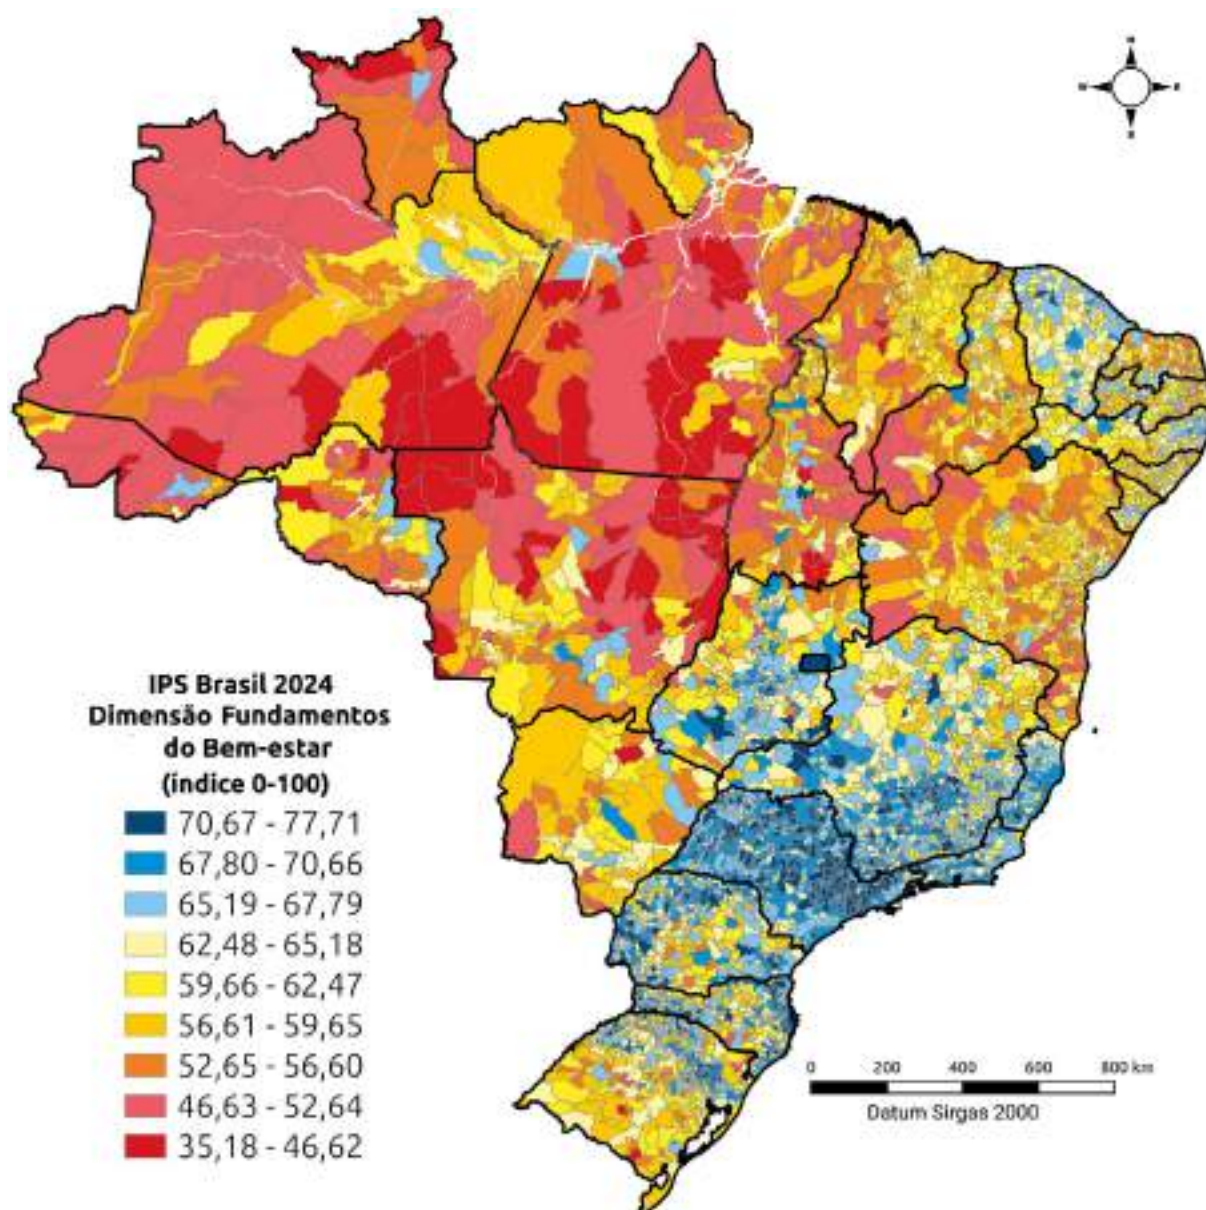 N
W E
S
IPS Brasil 2024
Dimensão Fundamentos
do Bem-estar
(índice 0-100)
70,67 - 77,71
67,80 - 70,66
65,19 - 67,79
62,48 - 65,18
59,66 - 62,47
56,61 - 59,65
52,65 - 56,60
46,63 - 52,64
35,18 - 46,62
0 200 400 600 800 km
Datum Sirgas 2000